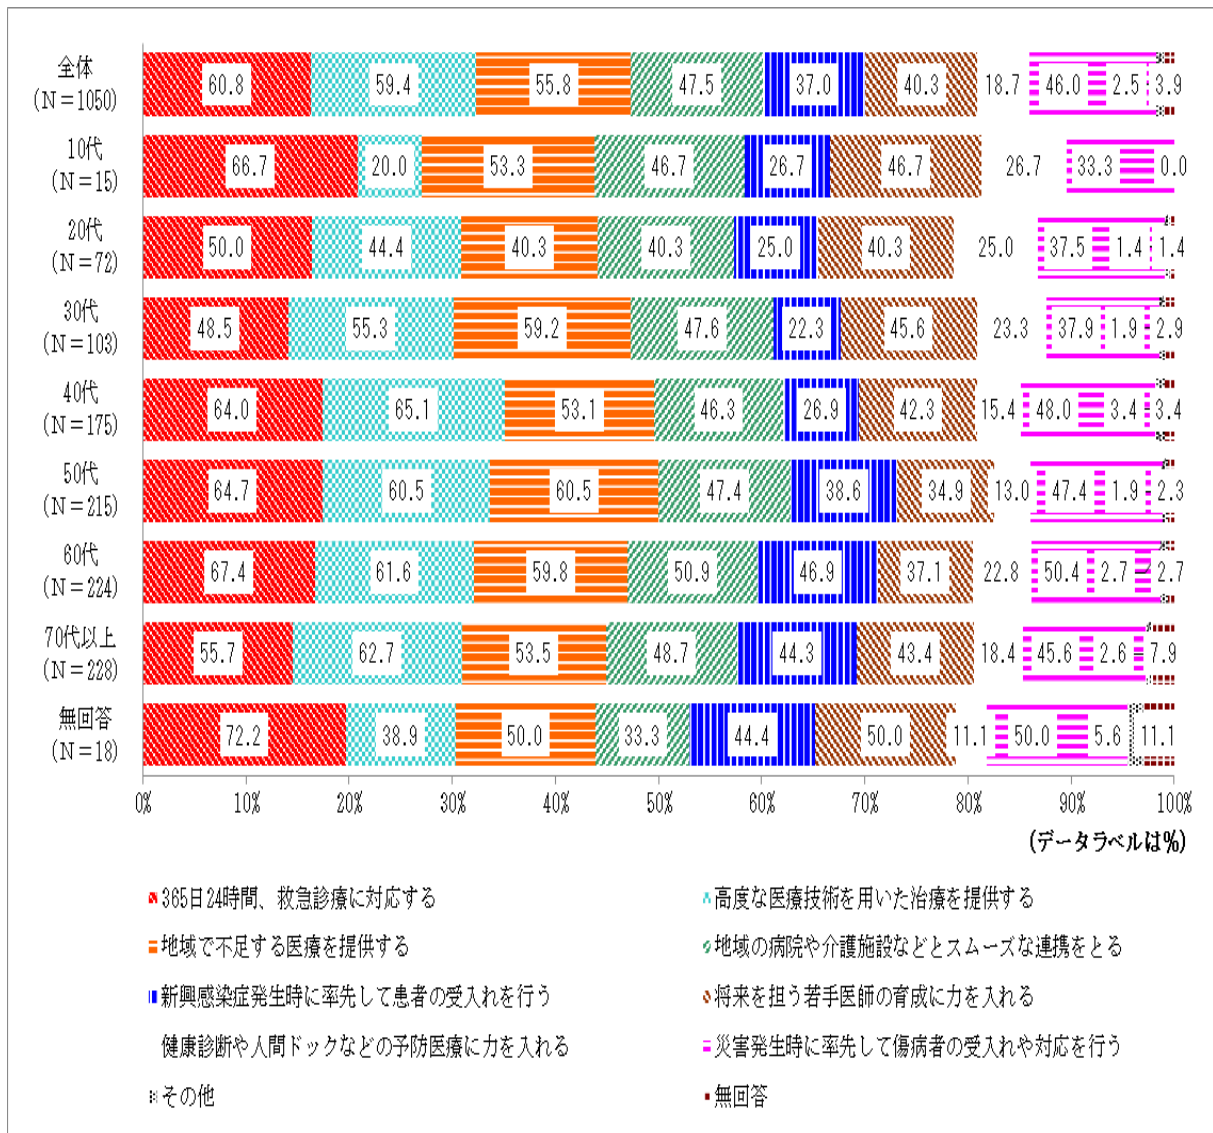 全体
(N=1050)
60.8 59.4 55.8 47.5 37.0 40.3 18.7 46.0 2.5 3.9
10代
(N=15)
66.7 20.0 53.3 46.7 26.7 46.7 26.7 33.3 0.0
20代
(N=72)
50.0 44.4 40.3 40.3 25.0 40.3 25.0 37.5 1.4 1.4
30代
(N=103)
48.5 55.3 59.2 47.6 22.3 45.6 23.3 37.9 1.9 2.9
40代
(N=175)
64.0 65.1 53.1 46.3 26.9 42.3 15.4 48.0 3.4 3.4
50代
(N=215)
64.7 60.5 60.5 47.4 38.6 34.9 13.0 47.4 1.9 2.3
60代
(N=224)
67.4 61.6 59.8 50.9 46.9 37.1 22.8 50.4 2.7 2.7
70代以上
(N=228)
55.7 62.7 53.5 48.7 44.3 43.4 18.4 45.6 2.6 7.9
無回答
(N=18)
72.2 38.9 50.0 33.3 44.4 50.0 11.1 50.0 5.6 11.1
0% 10% 20% 30% 40% 50% 60% 70% 80% 90% 100%
(データラベルは%)
365日24時間、救急診療に対応する
高度な医療技術を用いた治療を提供する
地域で不足する医療を提供する
地域の病院や介護施設などとスムーズな連携をとる
新興感染症発生時に率先して患者の受入れを行う
将来を担う若手医師の育成に力を入れる
健康診断や人間ドックなどの予防医療に力を入れる
災害発生時に率先して傷病者の受入れや対応を行う
その他
無回答